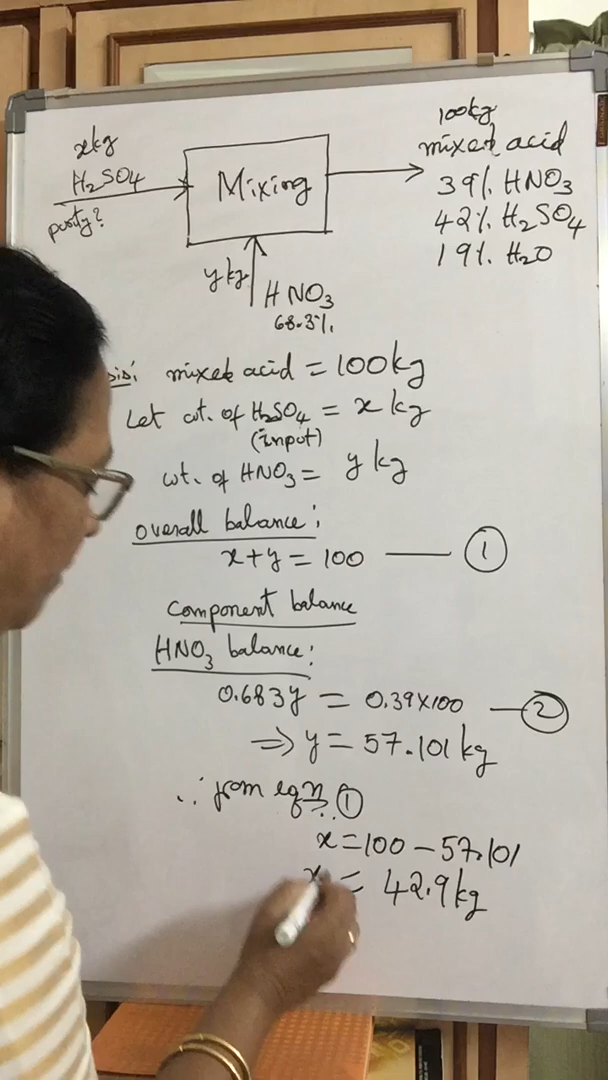 xkg
H₂SO₄
purity?
Mixing
100kg
mixed acid
39% HNO₃
42% H₂SO₄
19% H₂O
y kg
HNO₃
68.3%
mixed acid = 100kg
Let wt. of H₂SO₄ = x kg
(input)
wt. of HNO₃ = y kg
overall balance:
x+y = 100 —— ①
component balance
HNO₃ balance:
0.683y = 0.39×100 —②
⇒ y = 57.101 kg
∴ from eqn. ①
x = 100 - 57.101
x = 42.9 kg